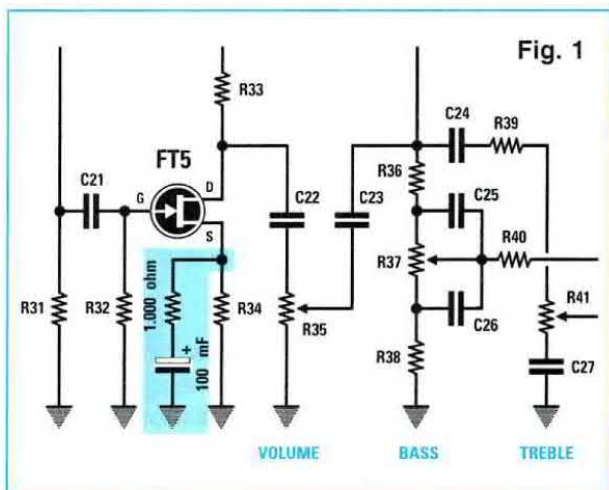 Fig. 1
R33
C24
R39
FT5
R36
C21
G
D
S
C22
C23
C25
R37
R40
R31
R32
1.000 ohm
100 mF
+
R34
R35
C26
R38
R41
C27
VOLUME
BASS
TREBLE